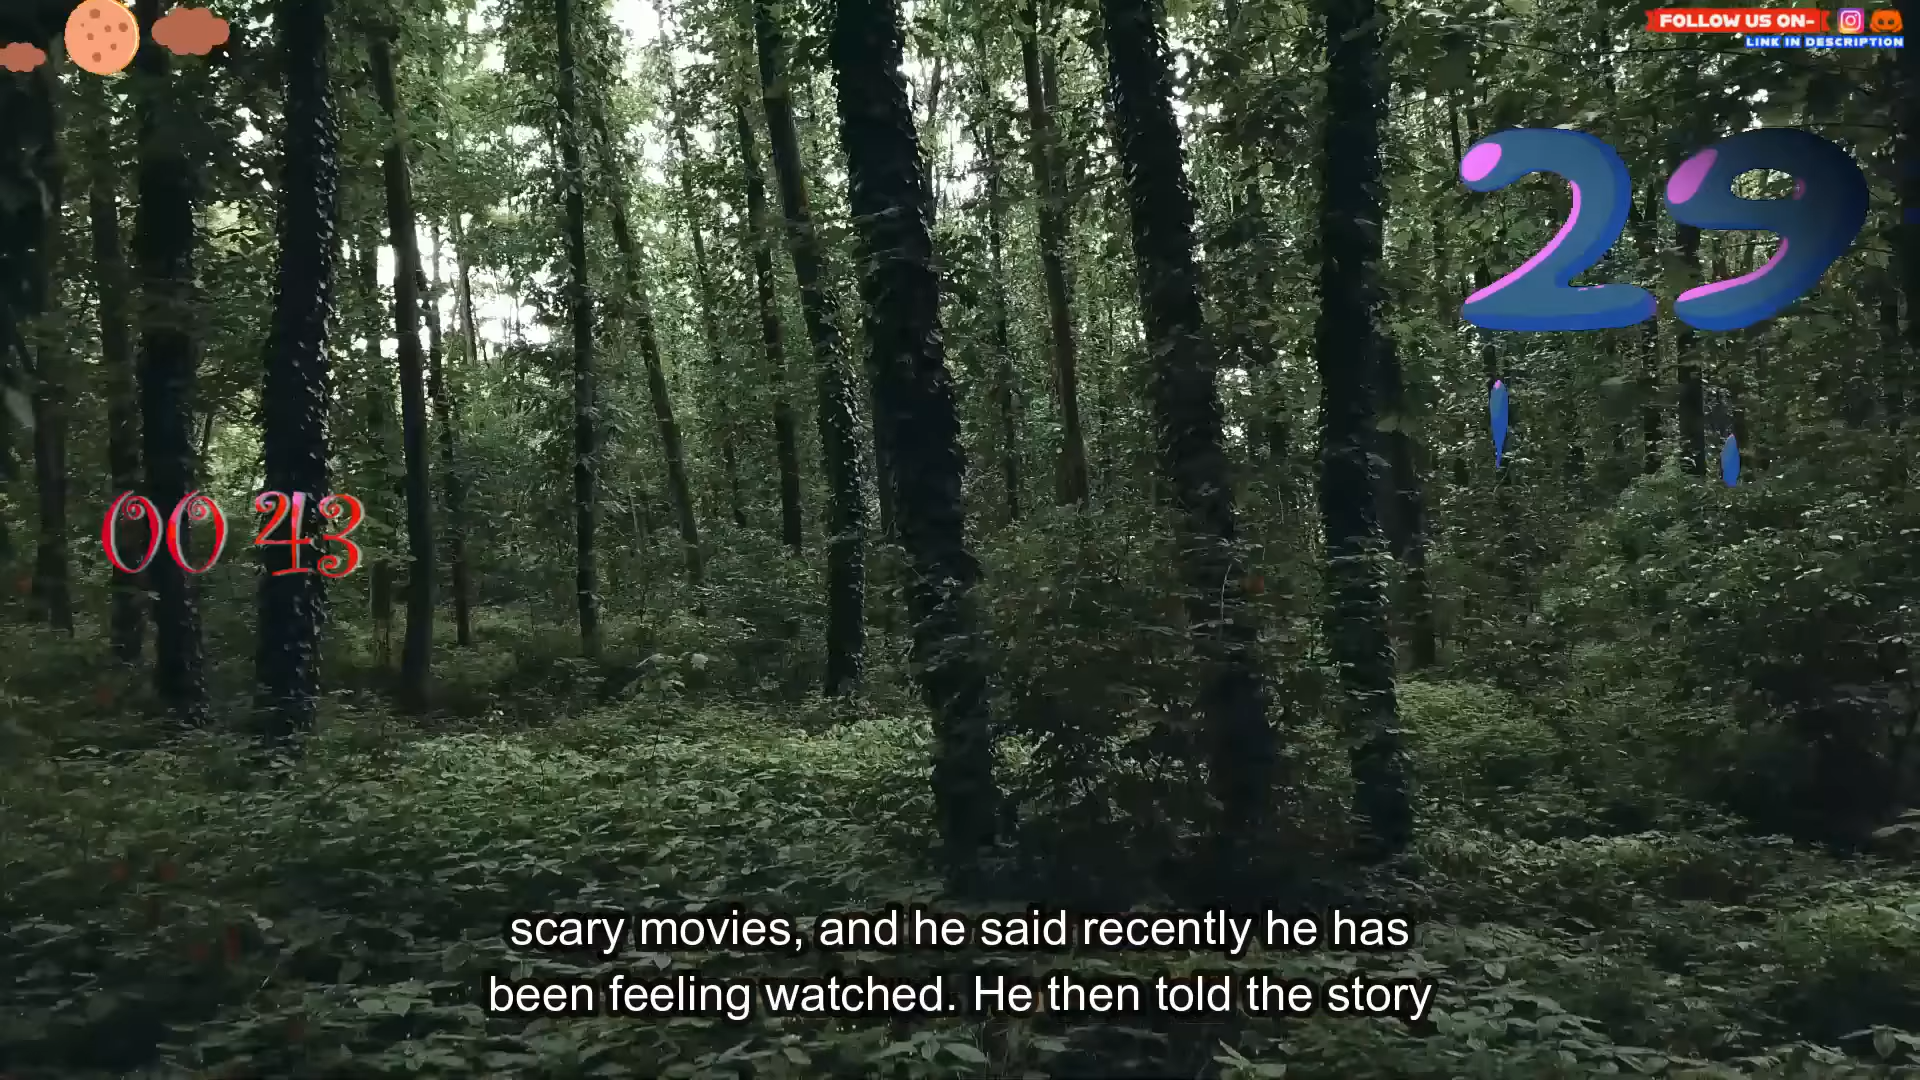 FOLLOW US ON-
LINK IN DESCRIPTION
29
00 43
scary movies, and he said recently he has
been feeling watched. He then told the story